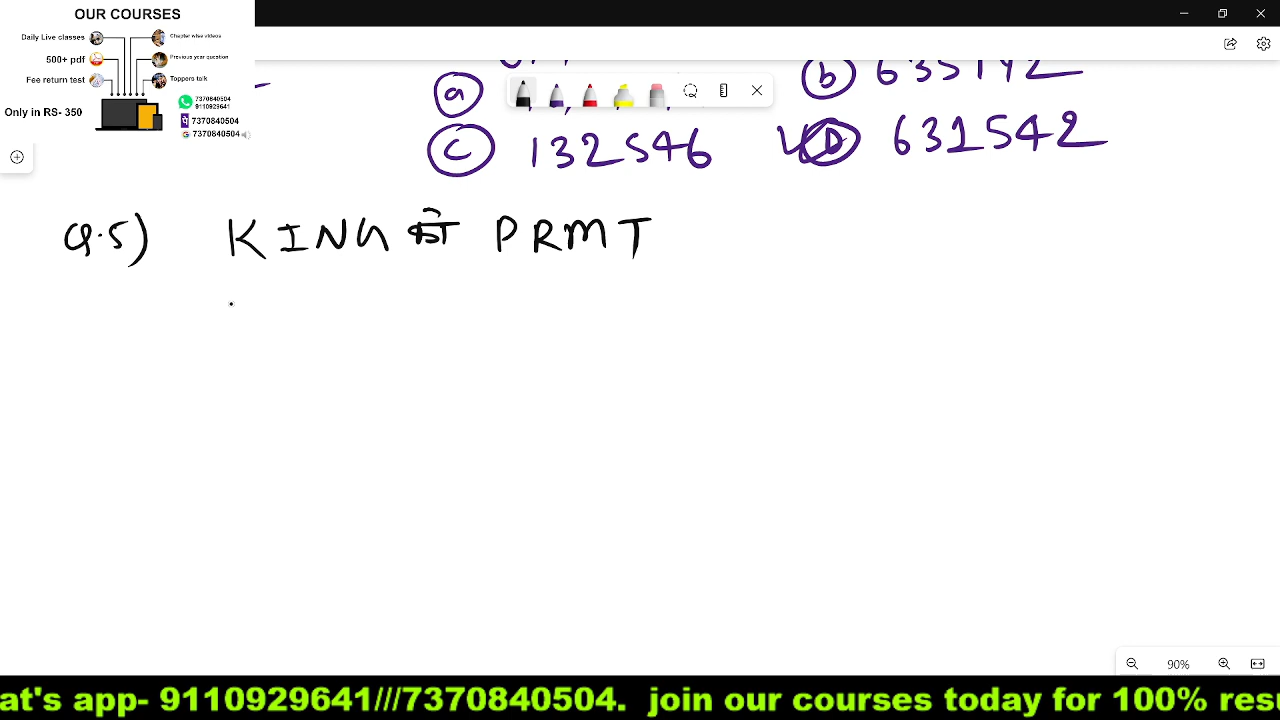 OUR COURSES
Daily Live classes
Chapter wise videos
500+ pdf
Previous year question
Fee return test
Toppers talk
Only in RS- 350
7370840504
9110929641
7370840504
7370840504
a
b 635142
C 132546
D 631542
Q.5) KING को PRMT
90%
at's app- 9110929641///7370840504. join our courses today for 100% res